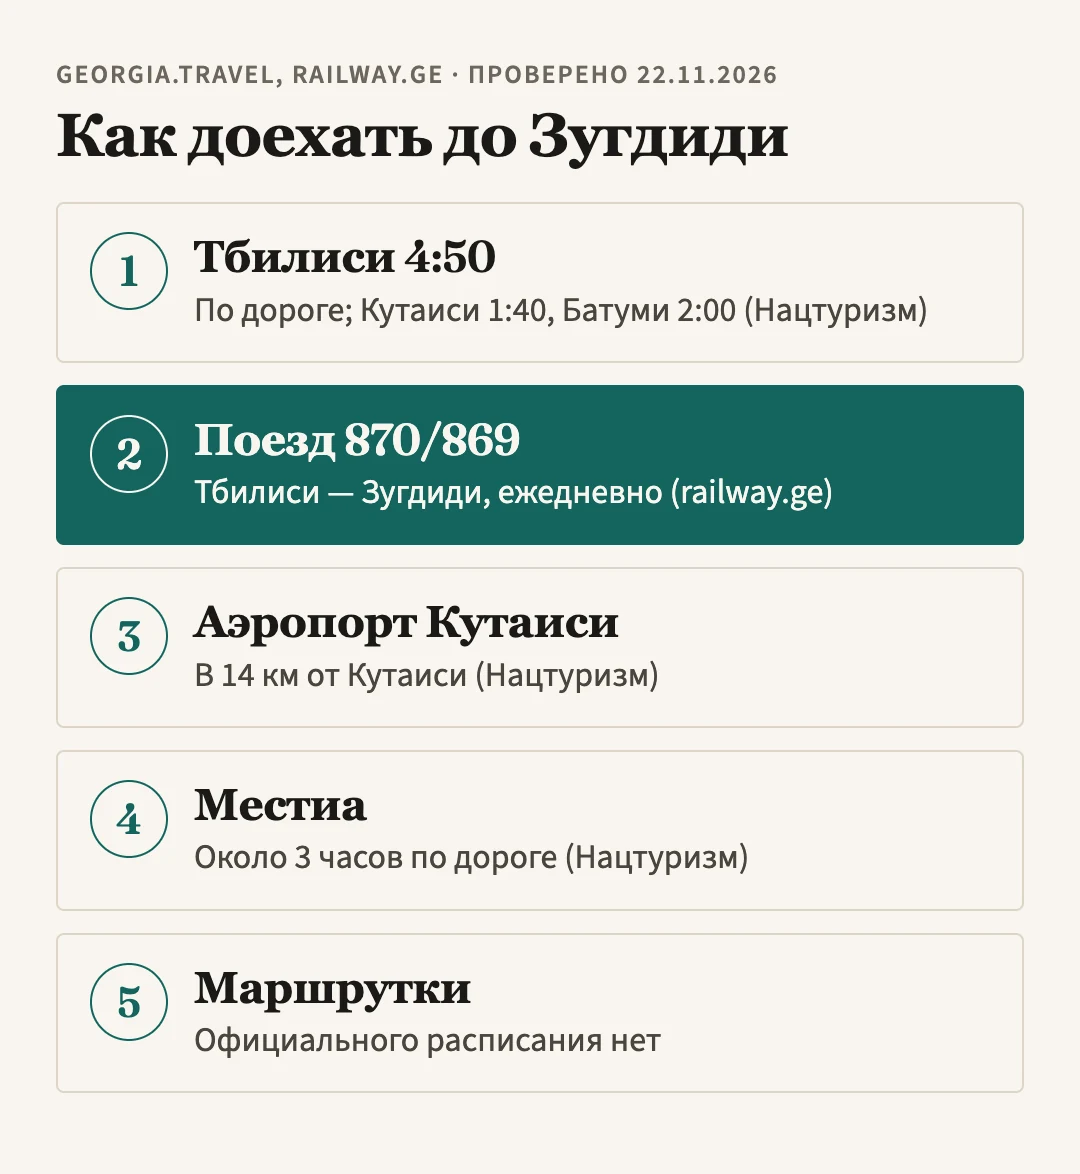 GEORGIA.TRAVEL, RAILWAY.GE · ПРОВЕРЕНО 22.11.2026
Как доехать до Зугдиди
1
Тбилиси 4:50
По дороге; Кутаиси 1:40, Батуми 2:00 (Нацтуризм)
2
Поезд 870/869
Тбилиси — Зугдиди, ежедневно (railway.ge)
3
Аэропорт Кутаиси
В 14 км от Кутаиси (Нацтуризм)
4
Местиа
Около 3 часов по дороге (Нацтуризм)
5
Маршрутки
Официального расписания нет